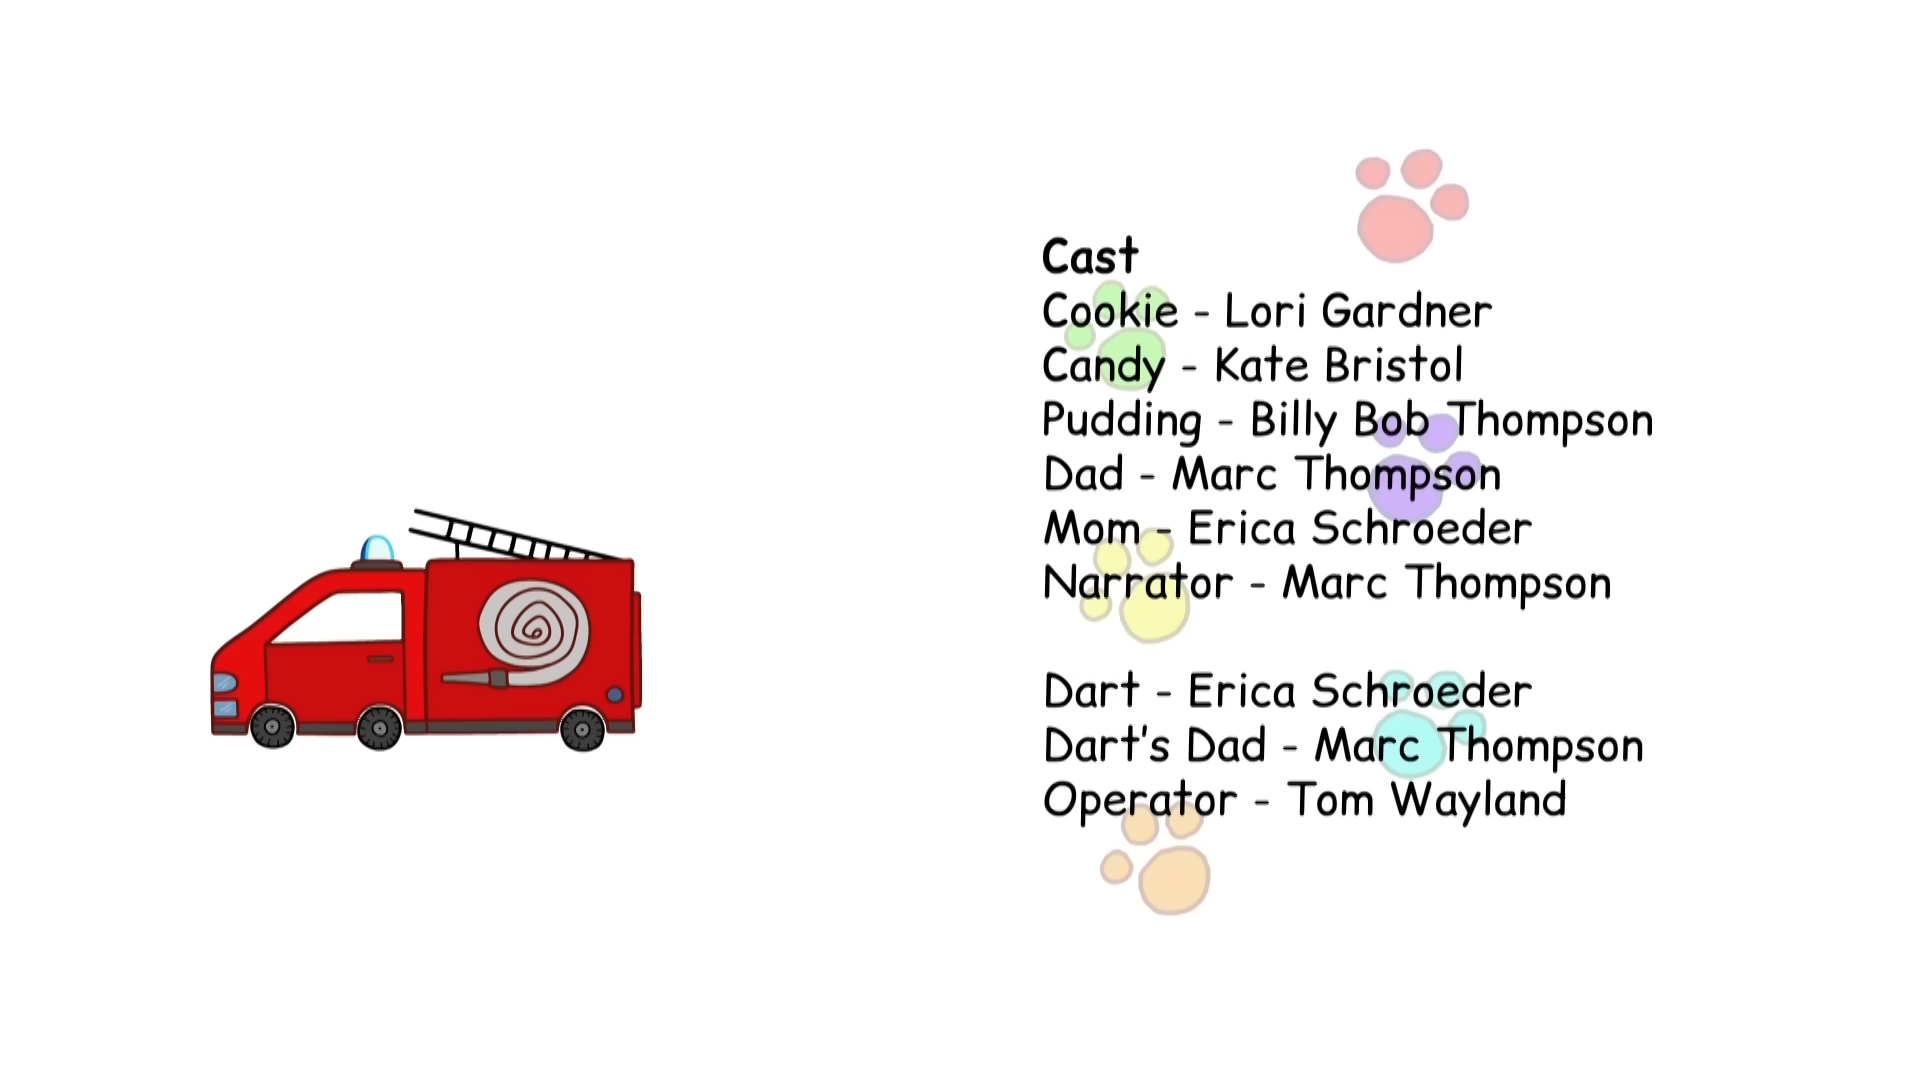 Cast
Cookie - Lori Gardner
Candy - Kate Bristol
Pudding - Billy Bob Thompson
Dad - Marc Thompson
Mom - Erica Schroeder
Narrator - Marc Thompson
Dart - Erica Schroeder
Dart's Dad - Marc Thompson
Operator - Tom Wayland